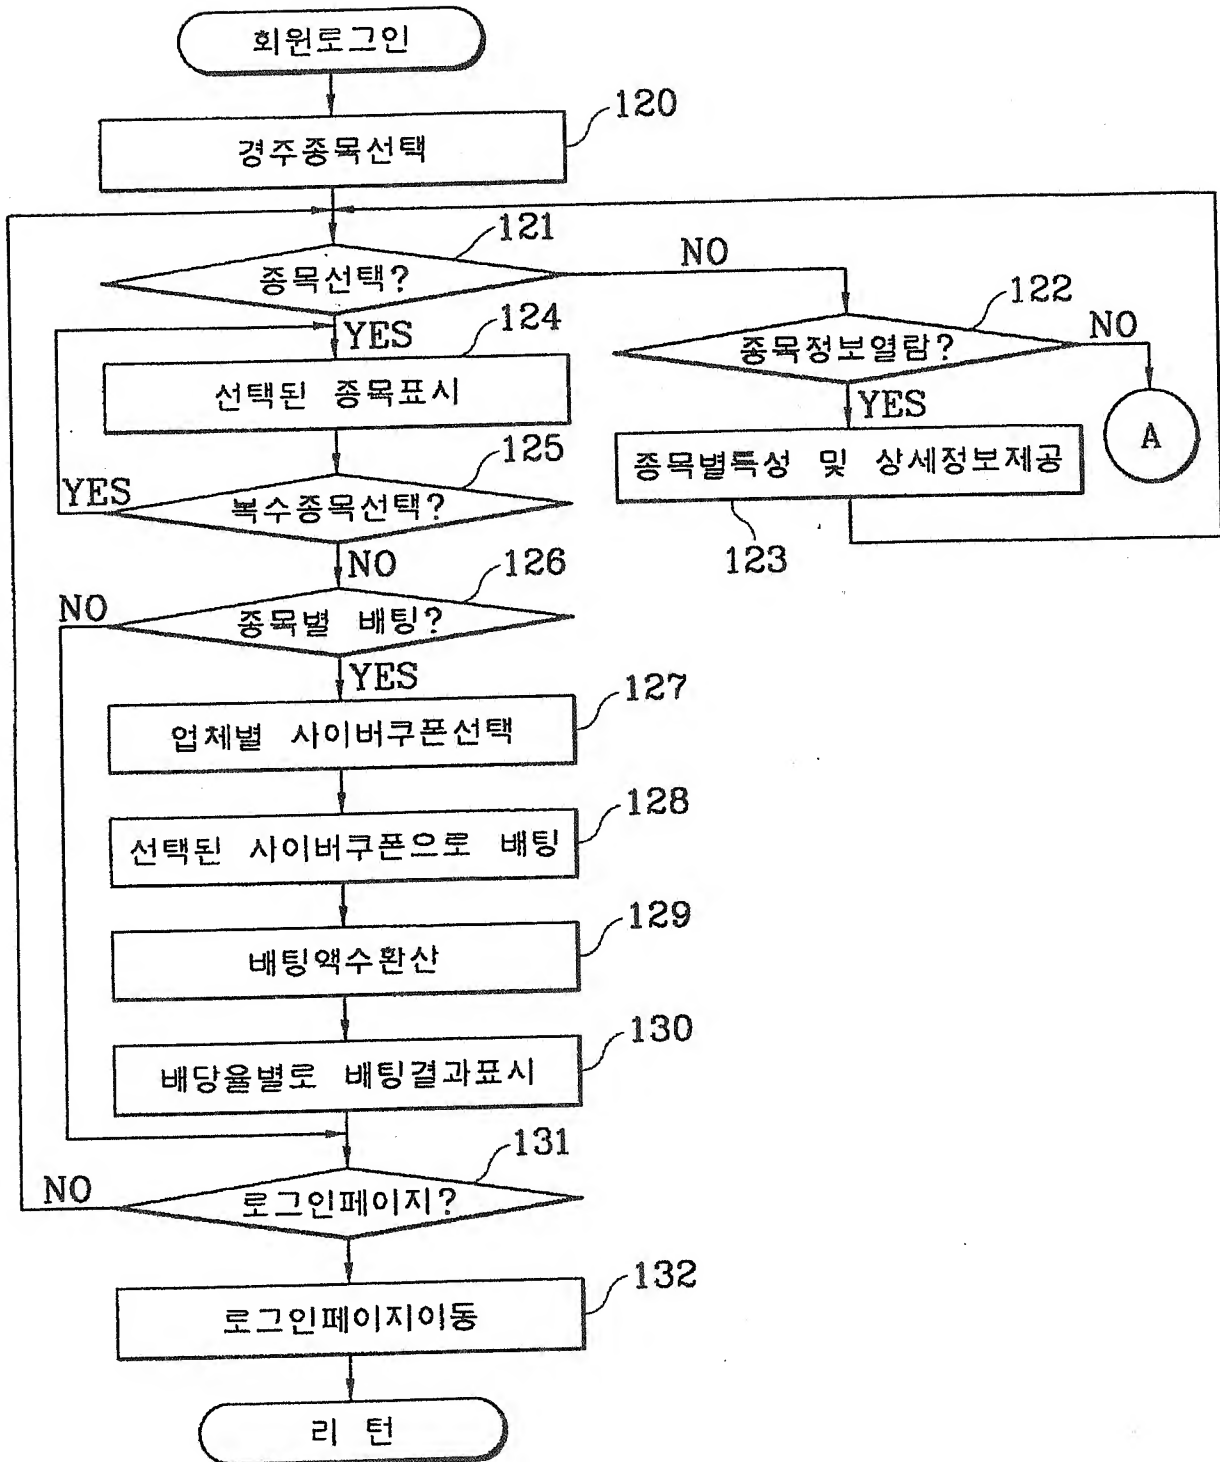 회원로그인
120
경주종목선택
121
종목선택?
NO
122
종목정보열람?
NO
YES
124
선택된 종목표시
YES
A
종목별특성 및 상세정보제공
123
125
YES
복수종목선택?
NO
126
NO
종목별 배팅?
YES
127
업체별 사이버쿠폰선택
128
선택된 사이버쿠폰으로 배팅
129
배팅액수환산
130
배당율별로 배팅결과표시
131
NO
로그인페이지?
132
로그인페이지이동
리 턴